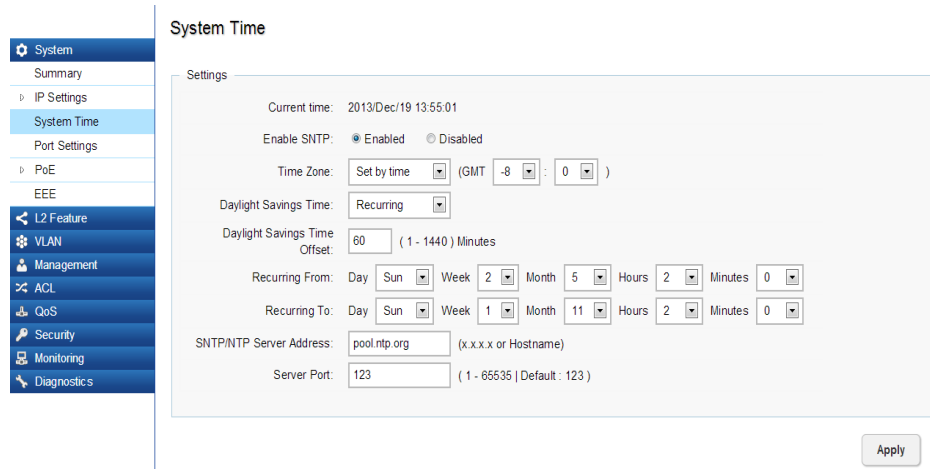 System Time
System
Summary
IP Settings
System Time
Port Settings
PoE
EEE
L2 Feature
VLAN
Management
ACL
QoS
Security
Monitoring
Diagnostics
Settings
Current time: 2013/Dec/19 13:55:01
Enable SNTP: Enabled Disabled
Time Zone: Set by time (GMT -8 : 0 )
Daylight Savings Time: Recurring
Daylight Savings Time
Offset: 60 ( 1 - 1440 ) Minutes
Recurring From: Day Sun Week 2 Month 5 Hours 2 Minutes 0
Recurring To: Day Sun Week 1 Month 11 Hours 2 Minutes 0
SNTP/NTP Server Address: pool.ntp.org (x.x.x.x or Hostname)
Server Port: 123 ( 1 - 65535 | Default : 123 )
Apply